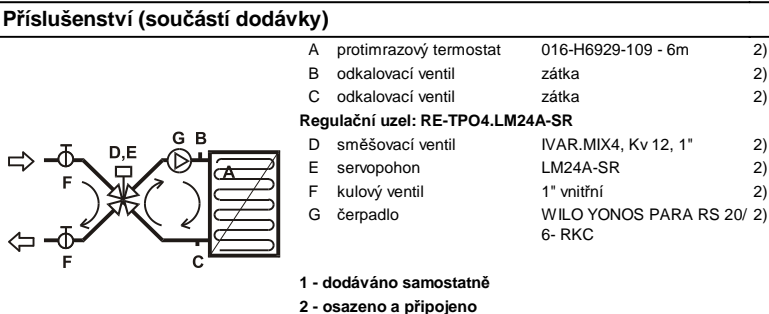 Příslušenství (součástí dodávky)
A protimrazový termostat 016-H6929-109 - 6m 2)
B odkalovací ventil zátka 2)
C odkalovací ventil zátka 2)
Regulační uzel: RE-TPO4.LM24A-SR
D směšovací ventil IVAR.MIX4, Kv 12, 1" 2)
E servopohon LM24A-SR 2)
F kulový ventil 1" vnitřní 2)
G čerpadlo WILO YONOS PARA RS 20/ 2)
6- RKC
G B
D,E
A
F
F
C
1 - dodáváno samostatně
2 - osazeno a připojeno